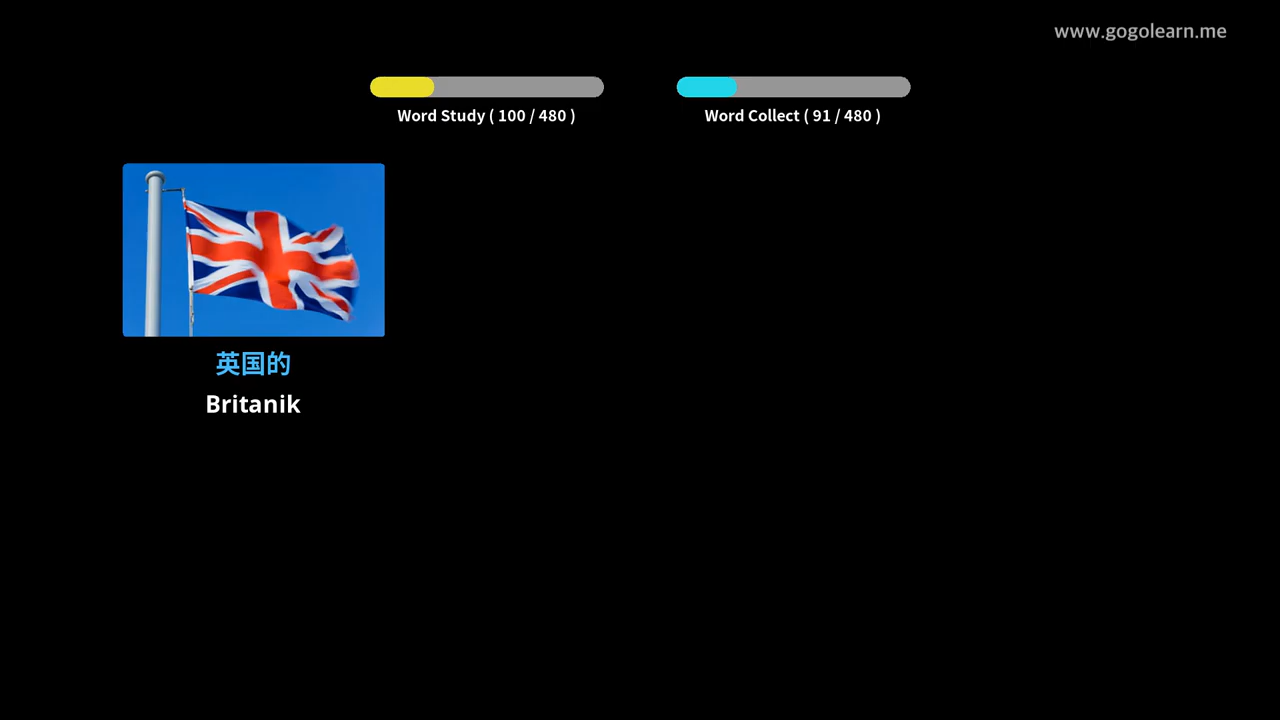 www.gogolearn.me
Word Study ( 100 / 480 )
Word Collect ( 91 / 480 )
英国的
Britanik